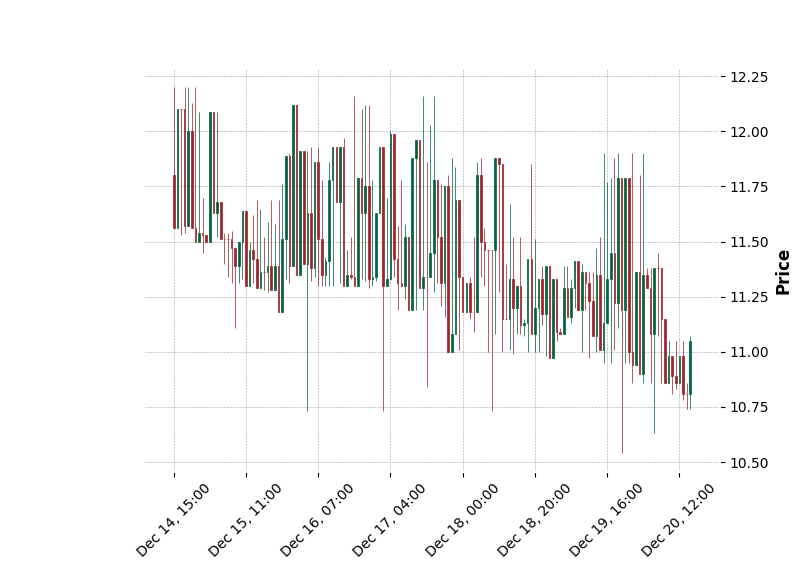 12.25
12.00
11.75
11.50
11.25
11.00
10.75
10.50
Price
Dec 14, 15:00
Dec 15, 11:00
Dec 16, 07:00
Dec 17, 04:00
Dec 18, 00:00
Dec 18, 20:00
Dec 19, 16:00
Dec 20, 12:00